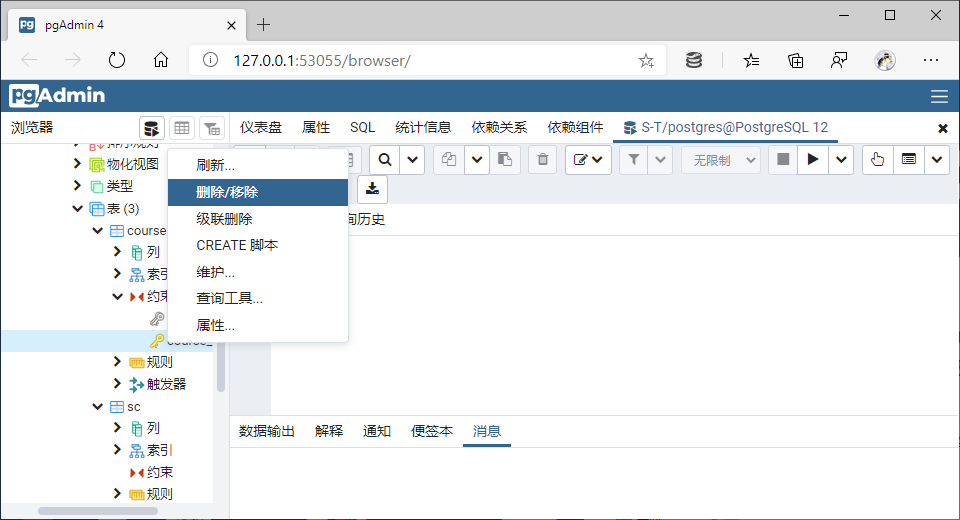 pgAdmin 4
127.0.0.1:53055/browser/
pgAdmin
浏览器
仪表盘 属性 SQL 统计信息 依赖关系 依赖组件 S-T/postgres@PostgreSQL 12
物化视图
类型
表 (3)
course
列
索引
约束
规则
触发器
sc
列
索引
约束
规则
刷新...
删除/移除
级联删除
CREATE 脚本
维护...
查询工具...
属性...
无限制
询历史
数据输出 解释 通知 便签本 消息